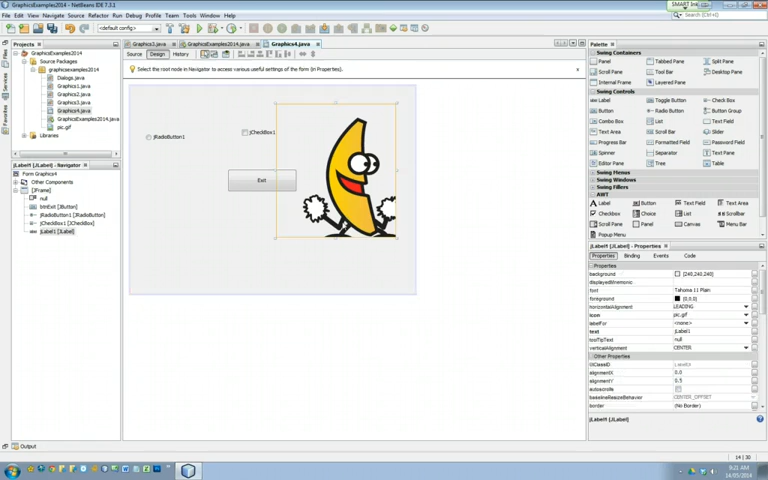 GraphicsExamples2014 - NetBeans IDE 7.3.1
File Edit View Navigate Source Refactor Run Debug Profile Team Tools Window Help
<default config>
Projects
GraphicsExamples2014
Source Packages
graphicsexamples2014
Dialogs.java
Graphics1.java
Graphics2.java
Graphics3.java
Graphics4.java
GraphicsExamples2014.java
pic.gif
Libraries
Files
Services
Favorites
jLabel1 [JLabel] - Navigator
Form Graphics4
Other Components
[JFrame]
null
btnExit [JButton]
jRadioButton1 [JRadioButton]
jCheckBox1 [JCheckBox]
jLabel1 [JLabel]
Graphics3.java
GraphicsExamples2014.java
Graphics4.java
Source Design History
Select the root node in Navigator to access various useful settings of the form (in Properties).
jRadioButton1
jCheckBox1
Exit
Palette
Swing Containers
Panel Tabbed Pane Split Pane
Scroll Pane Tool Bar Desktop Pane
Internal Frame Layered Pane
Swing Controls
Label Toggle Button Check Box
Button Radio Button Button Group
Combo Box List Text Field
Text Area Scroll Bar Slider
Progress Bar Formatted Field Password Field
Spinner Separator Text Pane
Editor Pane Tree Table
Swing Menus
Swing Windows
Swing Fillers
AWT
Label Button Text Field Text Area
Checkbox Choice List Scrollbar
Scroll Pane Panel Canvas Menu Bar
Popup Menu
jLabel1 [JLabel] - Properties
Properties Binding Events Code
Properties
background [240,240,240]
displayedMnemonic
font Tahoma 11 Plain
foreground [0,0,0]
horizontalAlignment LEADING
icon pic.gif
labelFor <none>
text jLabel1
toolTipText null
verticalAlignment CENTER
Other Properties
UIClassID LabelUI
alignmentX 0.0
alignmentY 0.5
autoscrolls
baselineResizeBehavior CENTER_OFFSET
border (No Border)
jLabel1 [JLabel]
Output
14 | 30
9:21 AM
14/05/2014